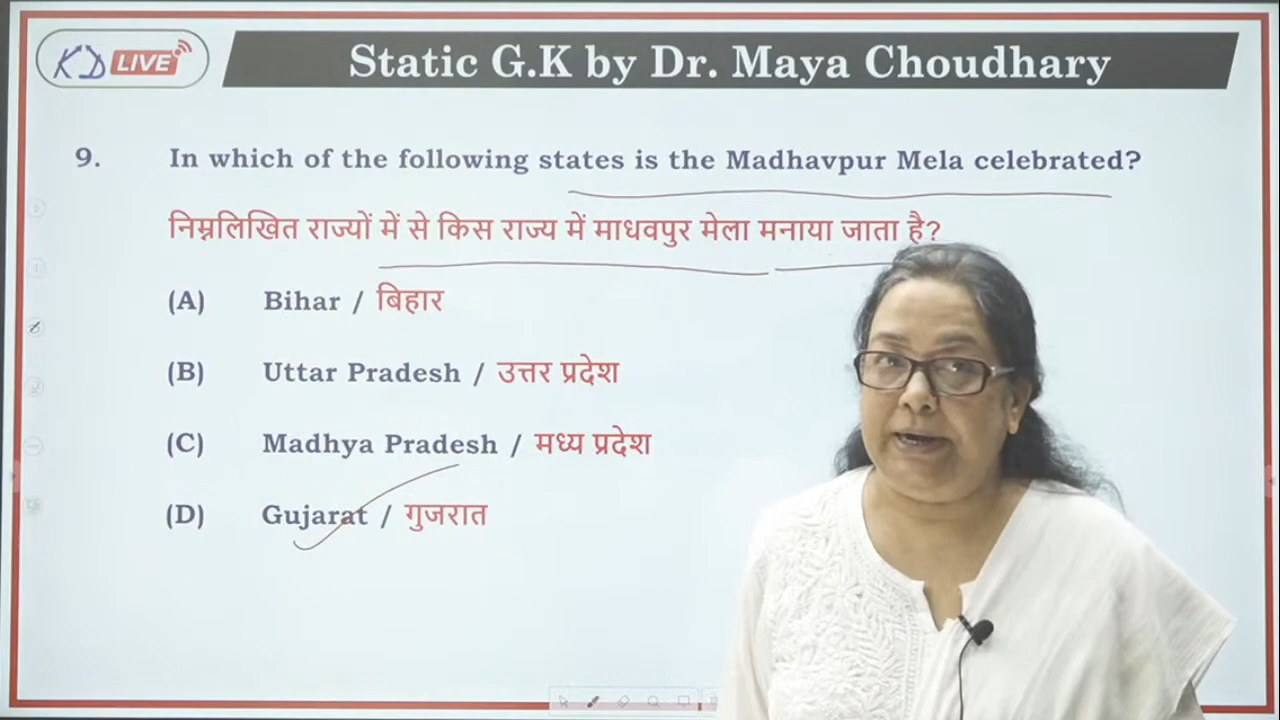 KD LIVE
Static G.K by Dr. Maya Choudhary
9. In which of the following states is the Madhavpur Mela celebrated?
निम्नलिखित राज्यों में से किस राज्य में माधवपुर मेला मनाया जाता है?
(A) Bihar / बिहार
(B) Uttar Pradesh / उत्तर प्रदेश
(C) Madhya Pradesh / मध्य प्रदेश
(D) Gujarat / गुजरात